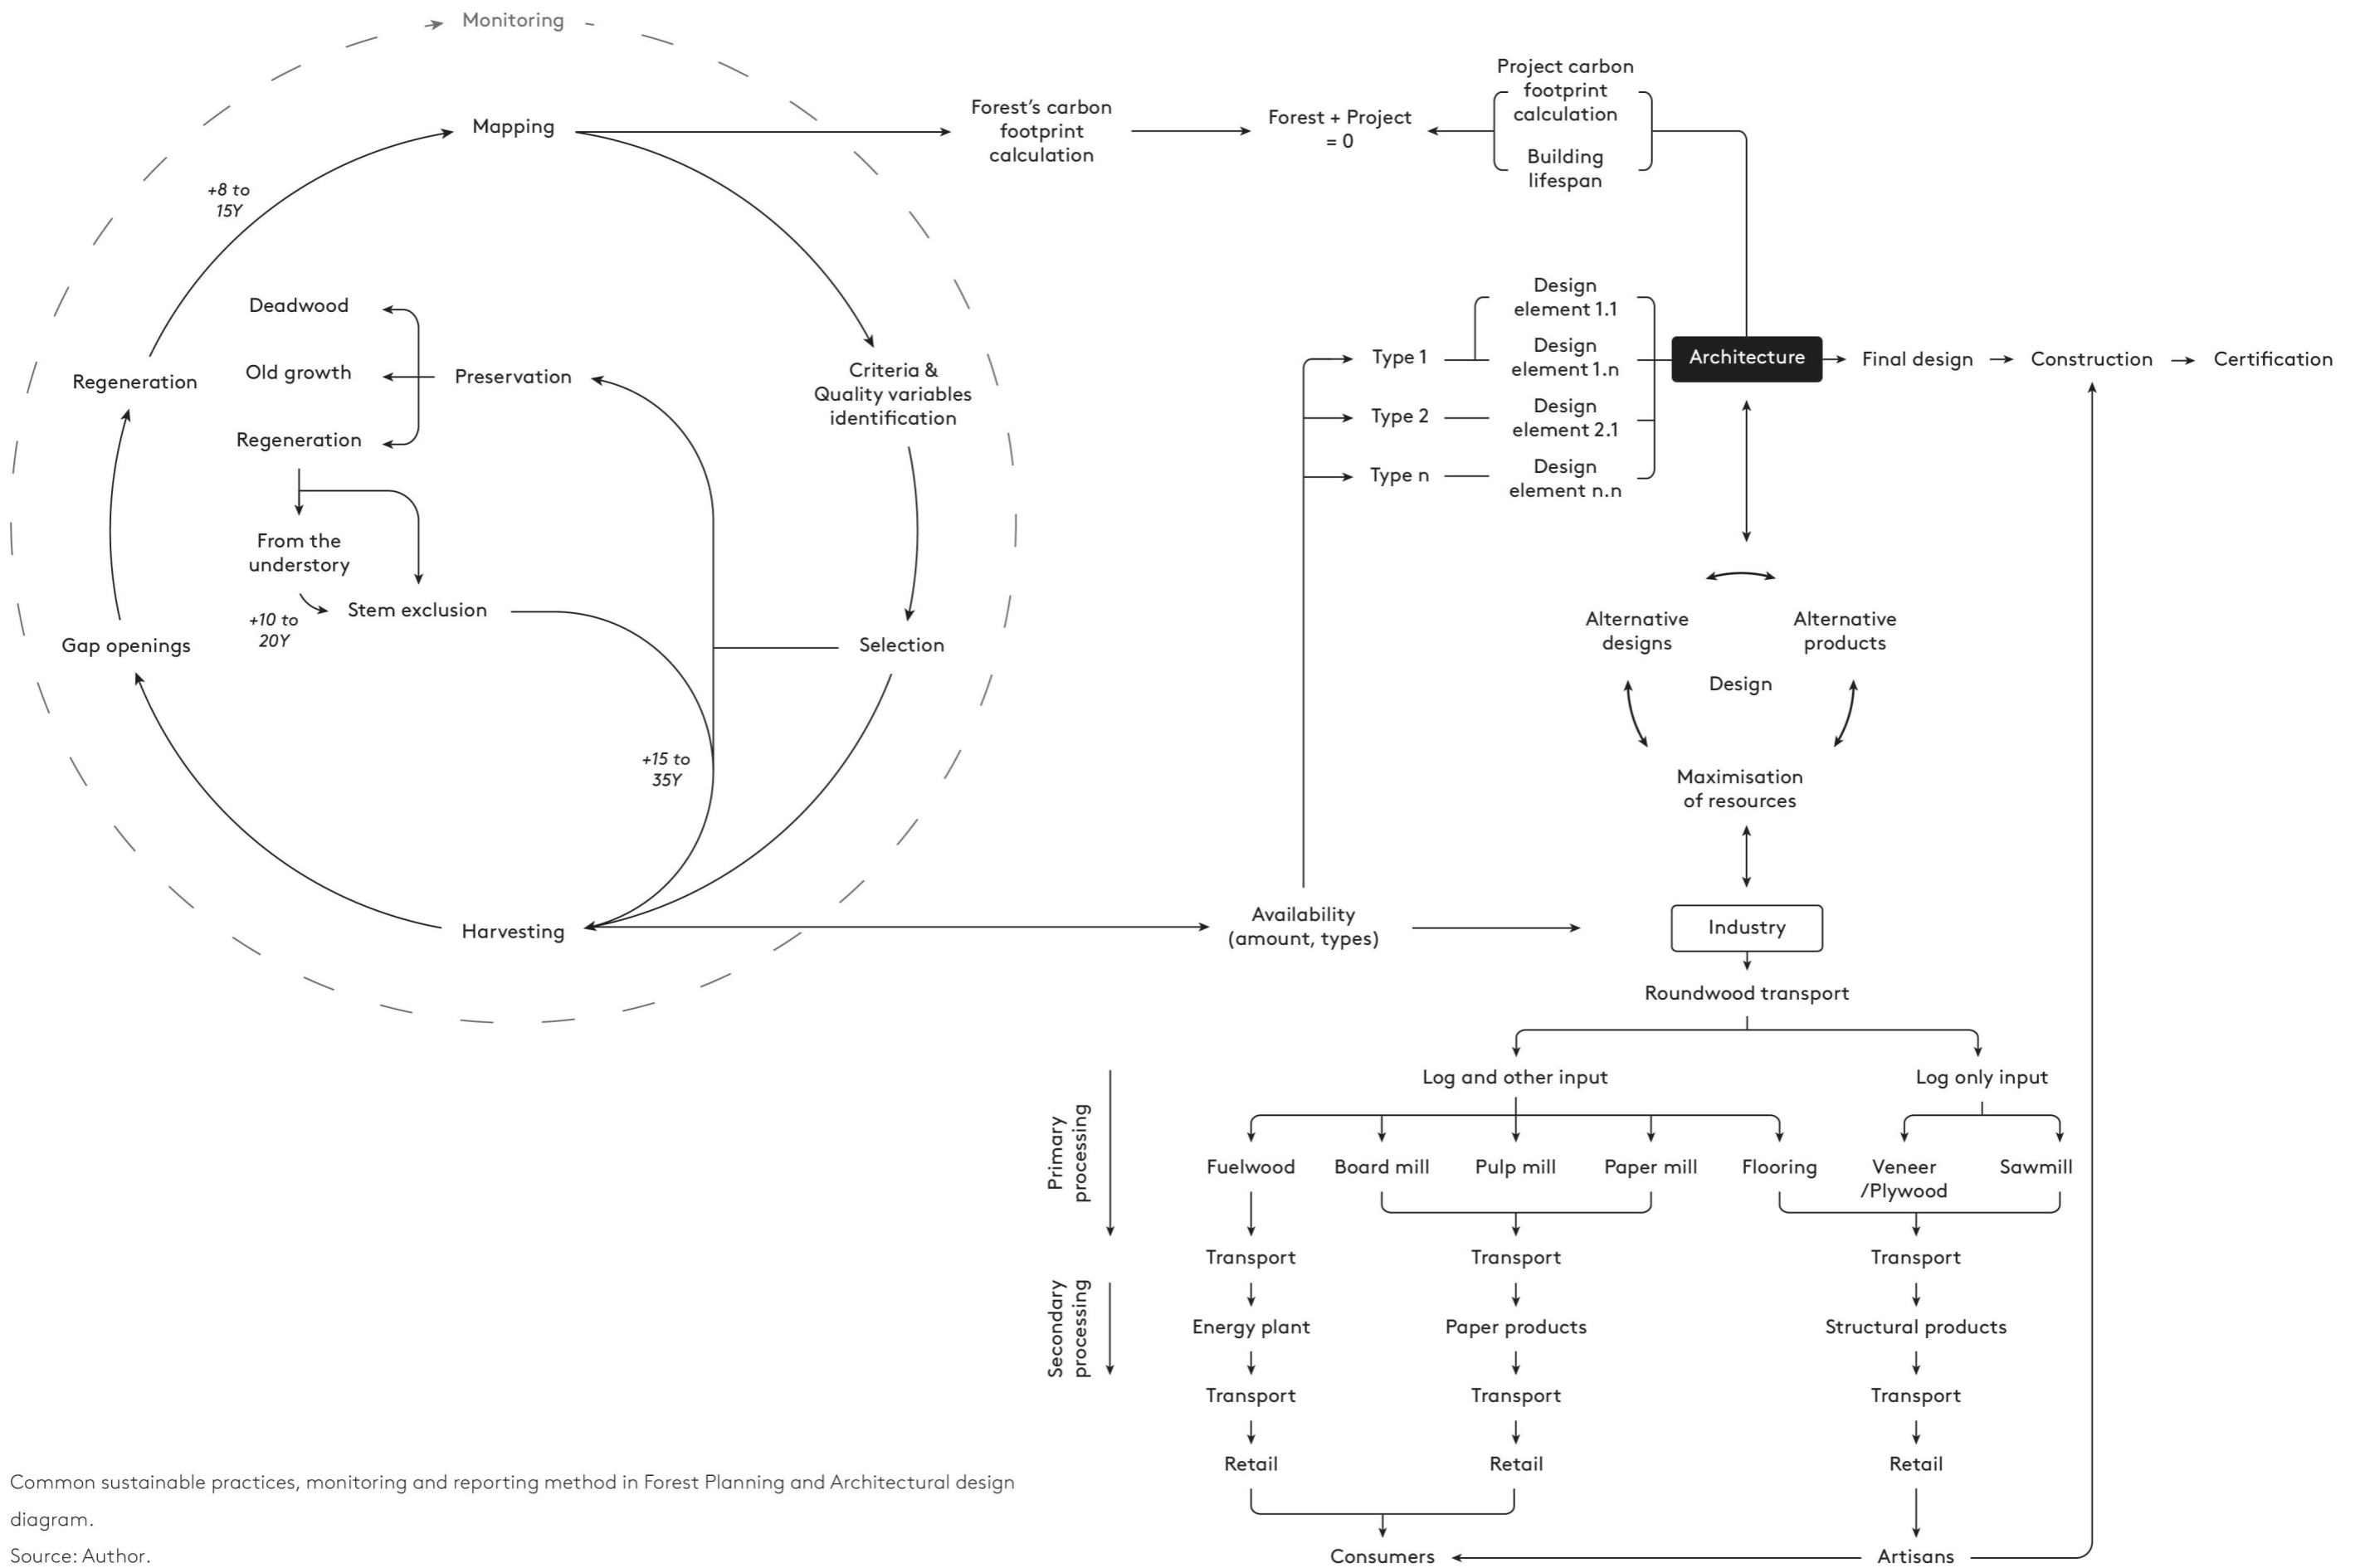 Monitoring
Mapping
+8 to
15Y
Regeneration
Gap openings
Harvesting
Criteria &
Quality variables
identification
Selection
Preservation
Deadwood
Old growth
Regeneration
From the
understory
+10 to
20Y
Stem exclusion
+15 to
35Y
Forest’s carbon
footprint
calculation
Forest + Project
= 0
Project carbon
footprint
calculation
Building
lifespan
Type 1
Type 2
Type n
Design
element 1.1
Design
element 1.n
Design
element 2.1
Design
element n.n
Architecture
Final design
Construction
Certification
Alternative
designs
Alternative
products
Design
Maximisation
of resources
Availability
(amount, types)
Industry
Roundwood transport
Log and other input
Log only input
Primary
processing
Fuelwood
Board mill
Pulp mill
Paper mill
Flooring
Veneer
/Plywood
Sawmill
Transport
Transport
Transport
Secondary
processing
Energy plant
Paper products
Structural products
Transport
Transport
Transport
Retail
Retail
Retail
Consumers
Artisans
Common sustainable practices, monitoring and reporting method in Forest Planning and Architectural design
diagram.
Source: Author.